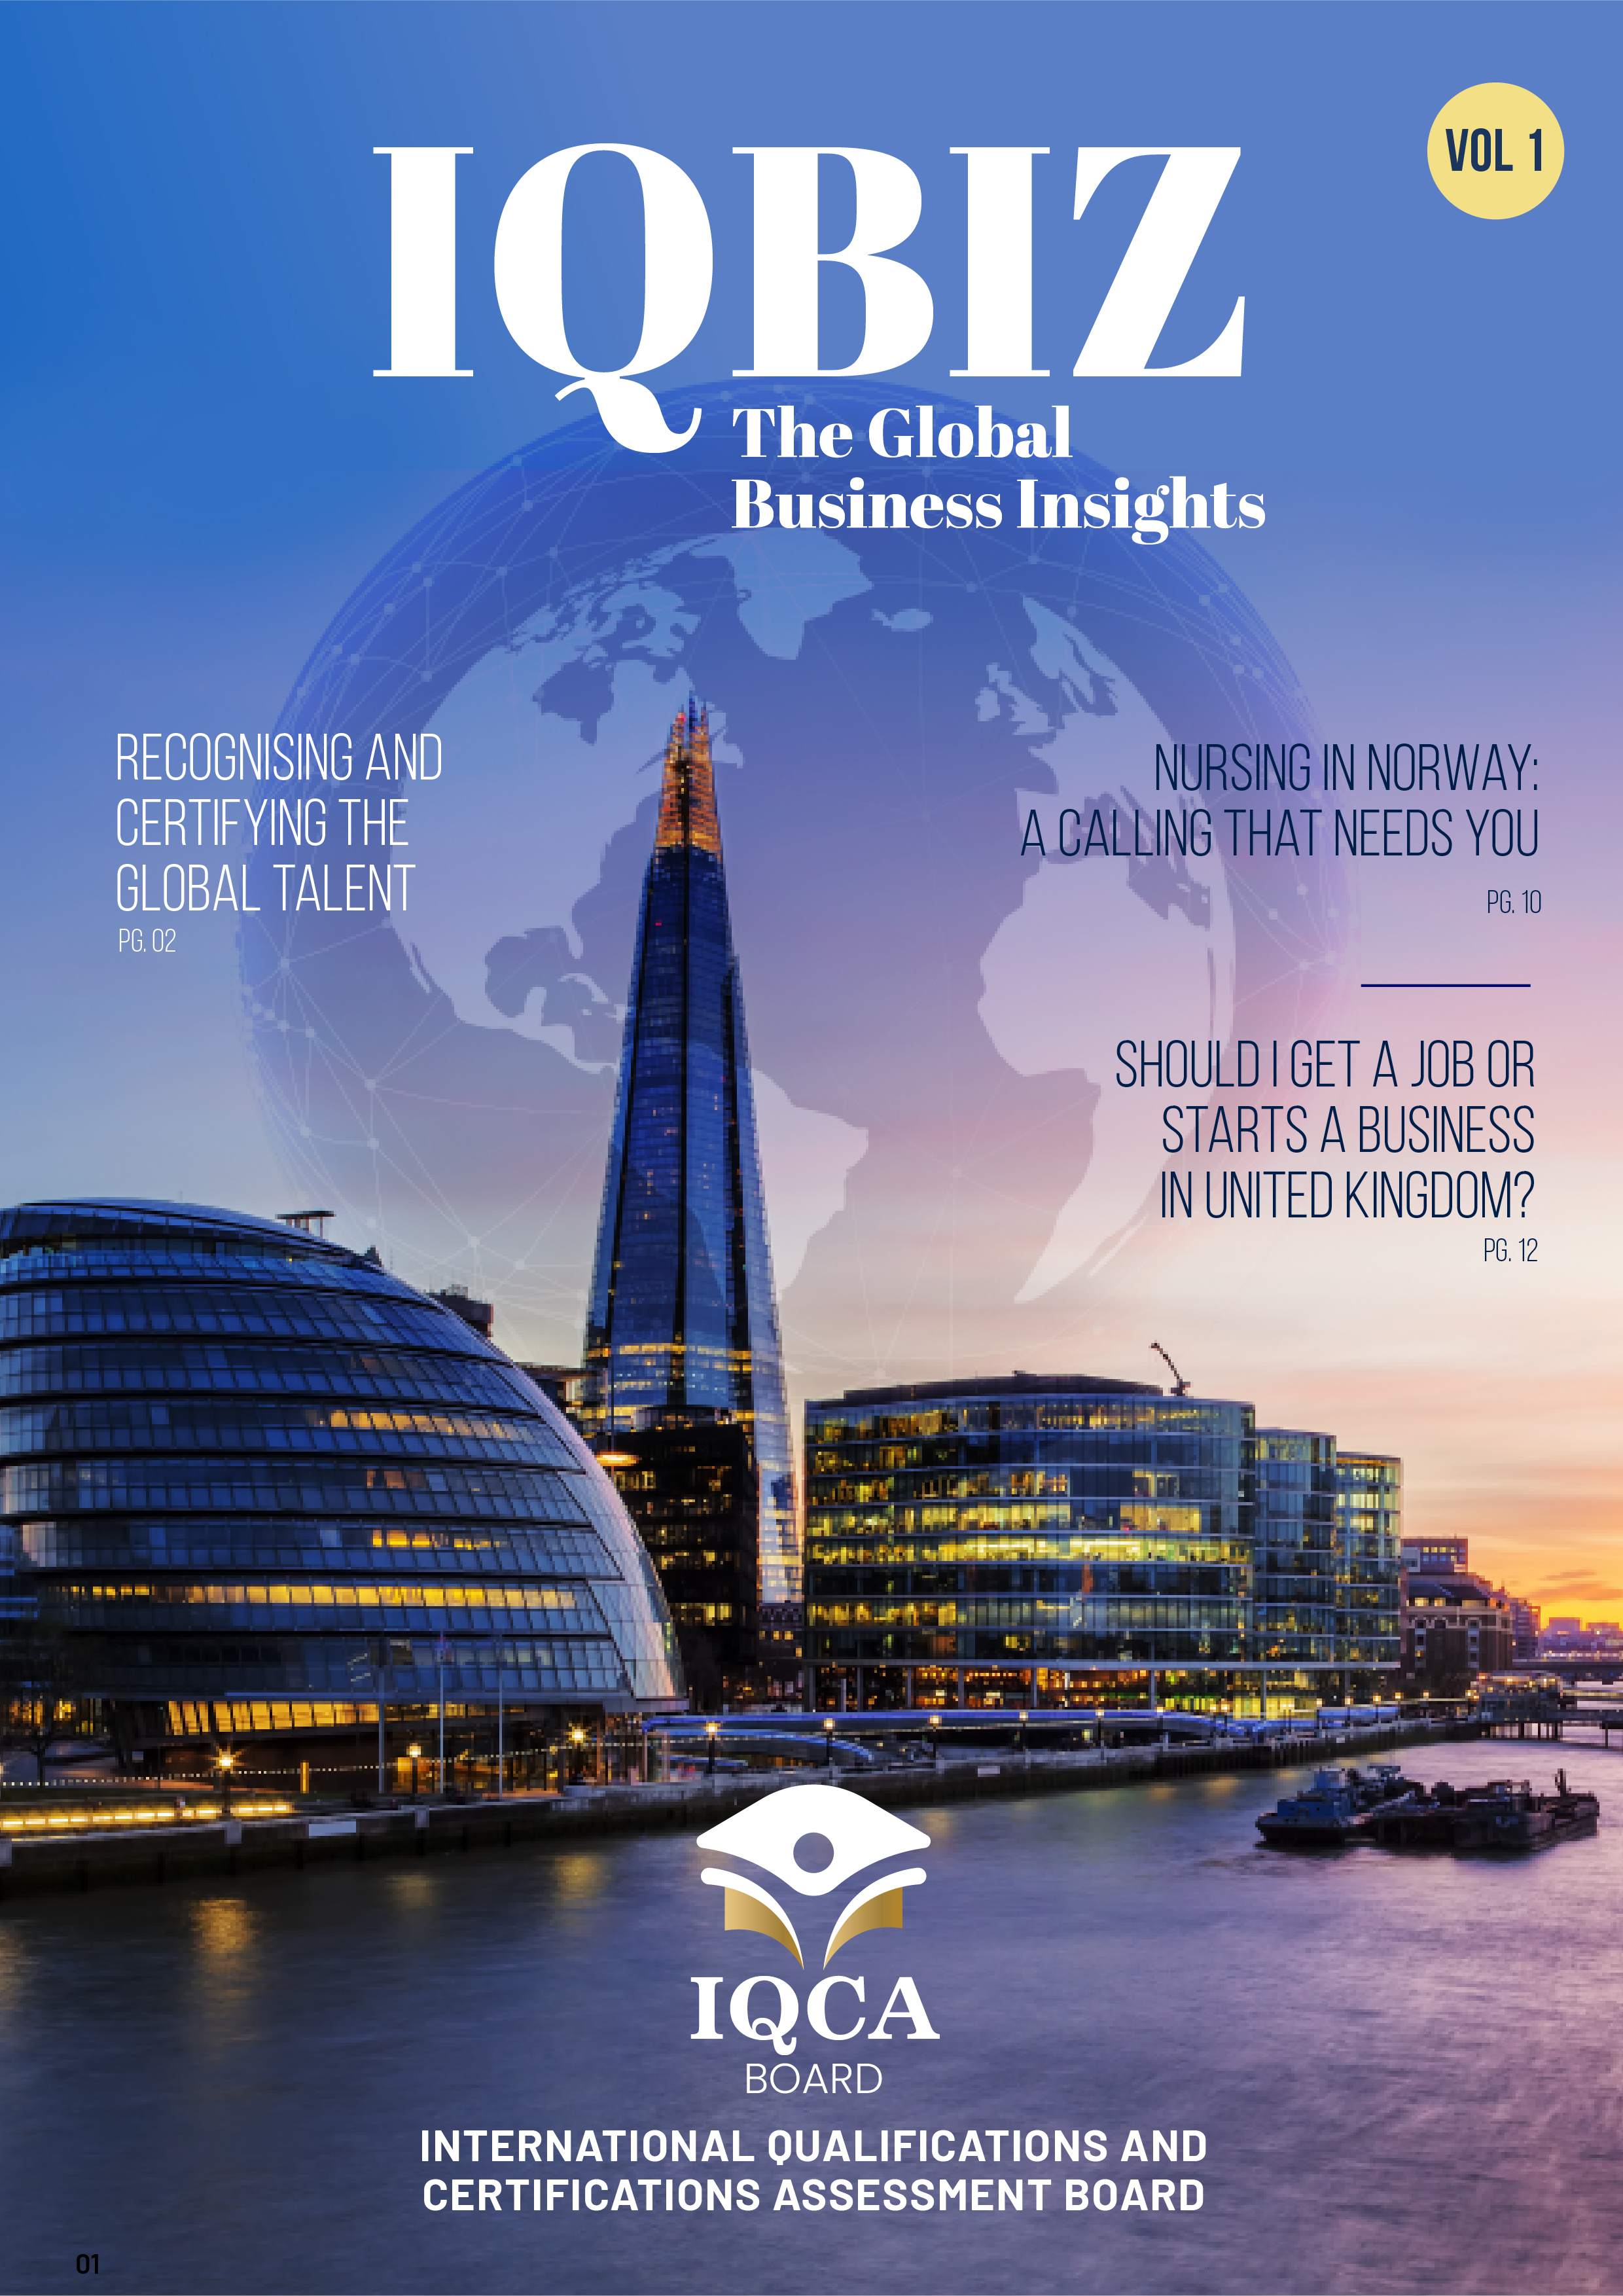 VOL 1
IQBIZ
The Global
Business Insights
RECOGNISING AND
CERTIFYING THE
GLOBAL TALENT
PG. 02
NURSING IN NORWAY:
A CALLING THAT NEEDS YOU
PG. 10
SHOULD I GET A JOB OR
STARTS A BUSINESS
IN UNITED KINGDOM?
PG. 12
IQCA
BOARD
INTERNATIONAL QUALIFICATIONS AND
CERTIFICATIONS ASSESSMENT BOARD
01